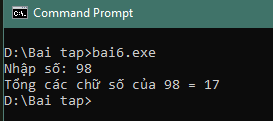 Command Prompt
D:\Bai tap>bai6.exe
Nhập số: 98
Tổng các chữ số của 98 = 17
D:\Bai tap>